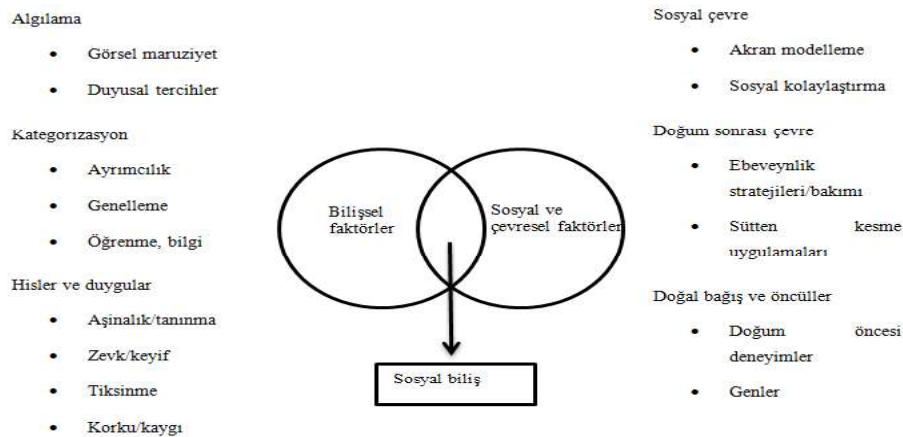 Algılama
• Görsel maruziyet
• Duyusal tercihler
Kategorizasyon
• Ayrımcılık
• Genelleme
• Öğrenme, bilgi
Hisler ve duygular
• Aşinalık/tanınma
• Zevk/keyif
• Tiksinme
• Korku/kaygı
Bilişsel
faktörler
Sosyal ve
çevresel faktörler
Sosyal biliş
Sosyal çevre
• Akran modelleme
• Sosyal kolaylaştırma
Doğum sonrası çevre
• Ebeveynlik
stratejileri/bakımı
• Sütten kesme
uygulamaları
Doğal bağış ve öncüller
• Doğum öncesi
deneyimler
• Genler